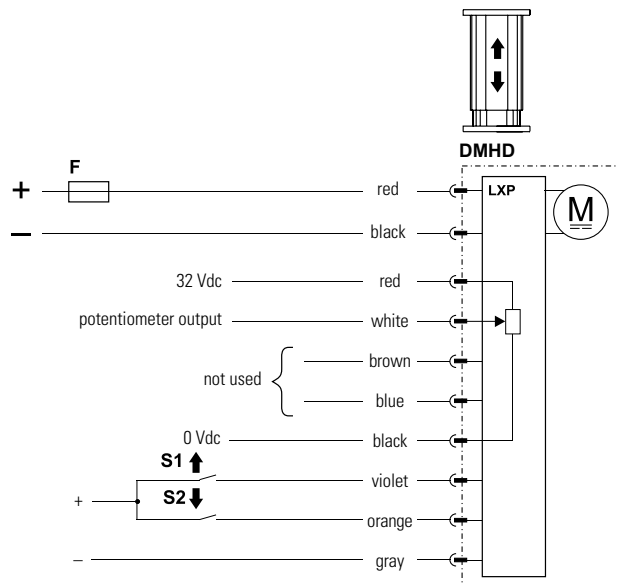 DMHD
F
+ red LXP
M
– black
32 Vdc red
potentiometer output white
brown
not used
blue
0 Vdc black
S1
violet
+ S2
orange
– gray